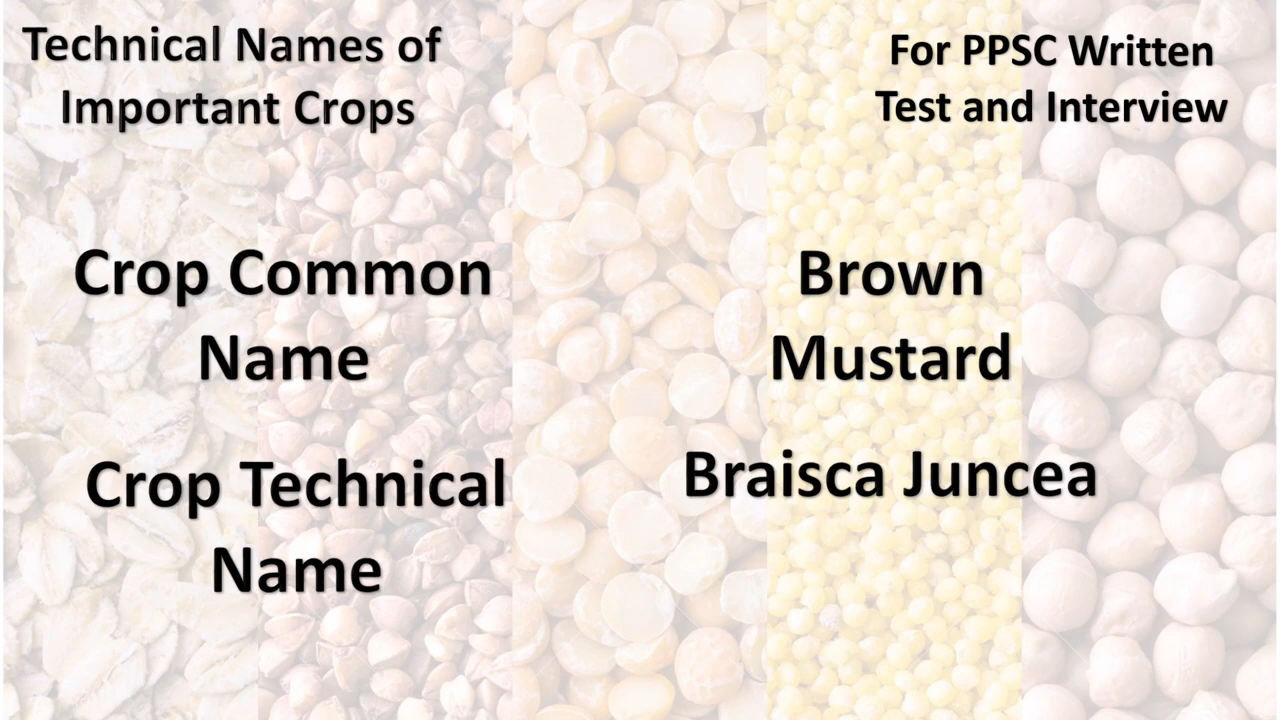 Technical Names of
Important Crops
For PPSC Written
Test and Interview
Crop Common
Name
Brown
Mustard
Crop Technical
Name
Braisca Juncea